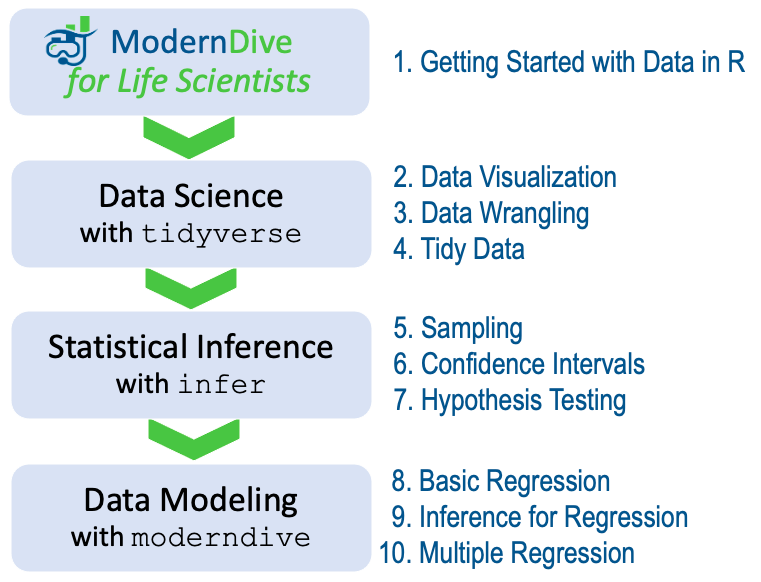 ModernDive
for Life Scientists
1. Getting Started with Data in R
Data Science
with tidyverse
2. Data Visualization
3. Data Wrangling
4. Tidy Data
Statistical Inference
with infer
5. Sampling
6. Confidence Intervals
7. Hypothesis Testing
Data Modeling
with moderndive
8. Basic Regression
9. Inference for Regression
10. Multiple Regression